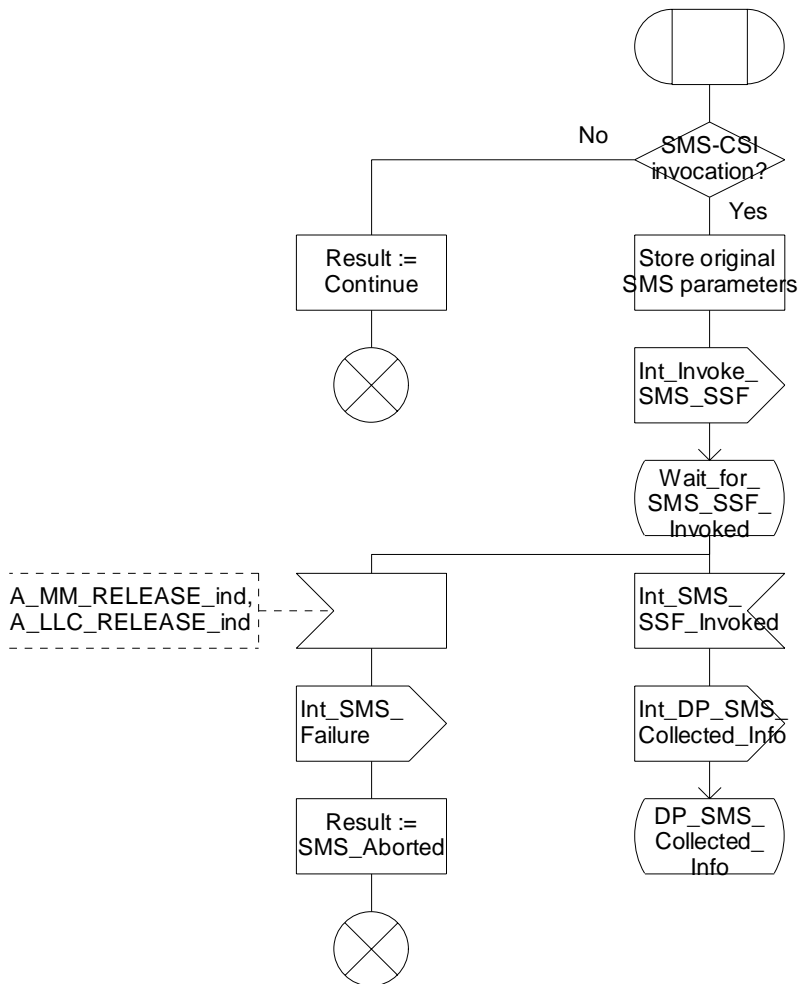 No
SMS-CSI
invocation?
Yes
Result :=
Continue
Store original
SMS parameters
Int_Invoke_
SMS_SSF
Wait_for_
SMS_SSF_
Invoked
A_MM_RELEASE_ind,
A_LLC_RELEASE_ind
Int_SMS_
SSF_Invoked
Int_SMS_
Failure
Int_DP_SMS_
Collected_Info
Result :=
SMS_Aborted
DP_SMS_
Collected_
Info